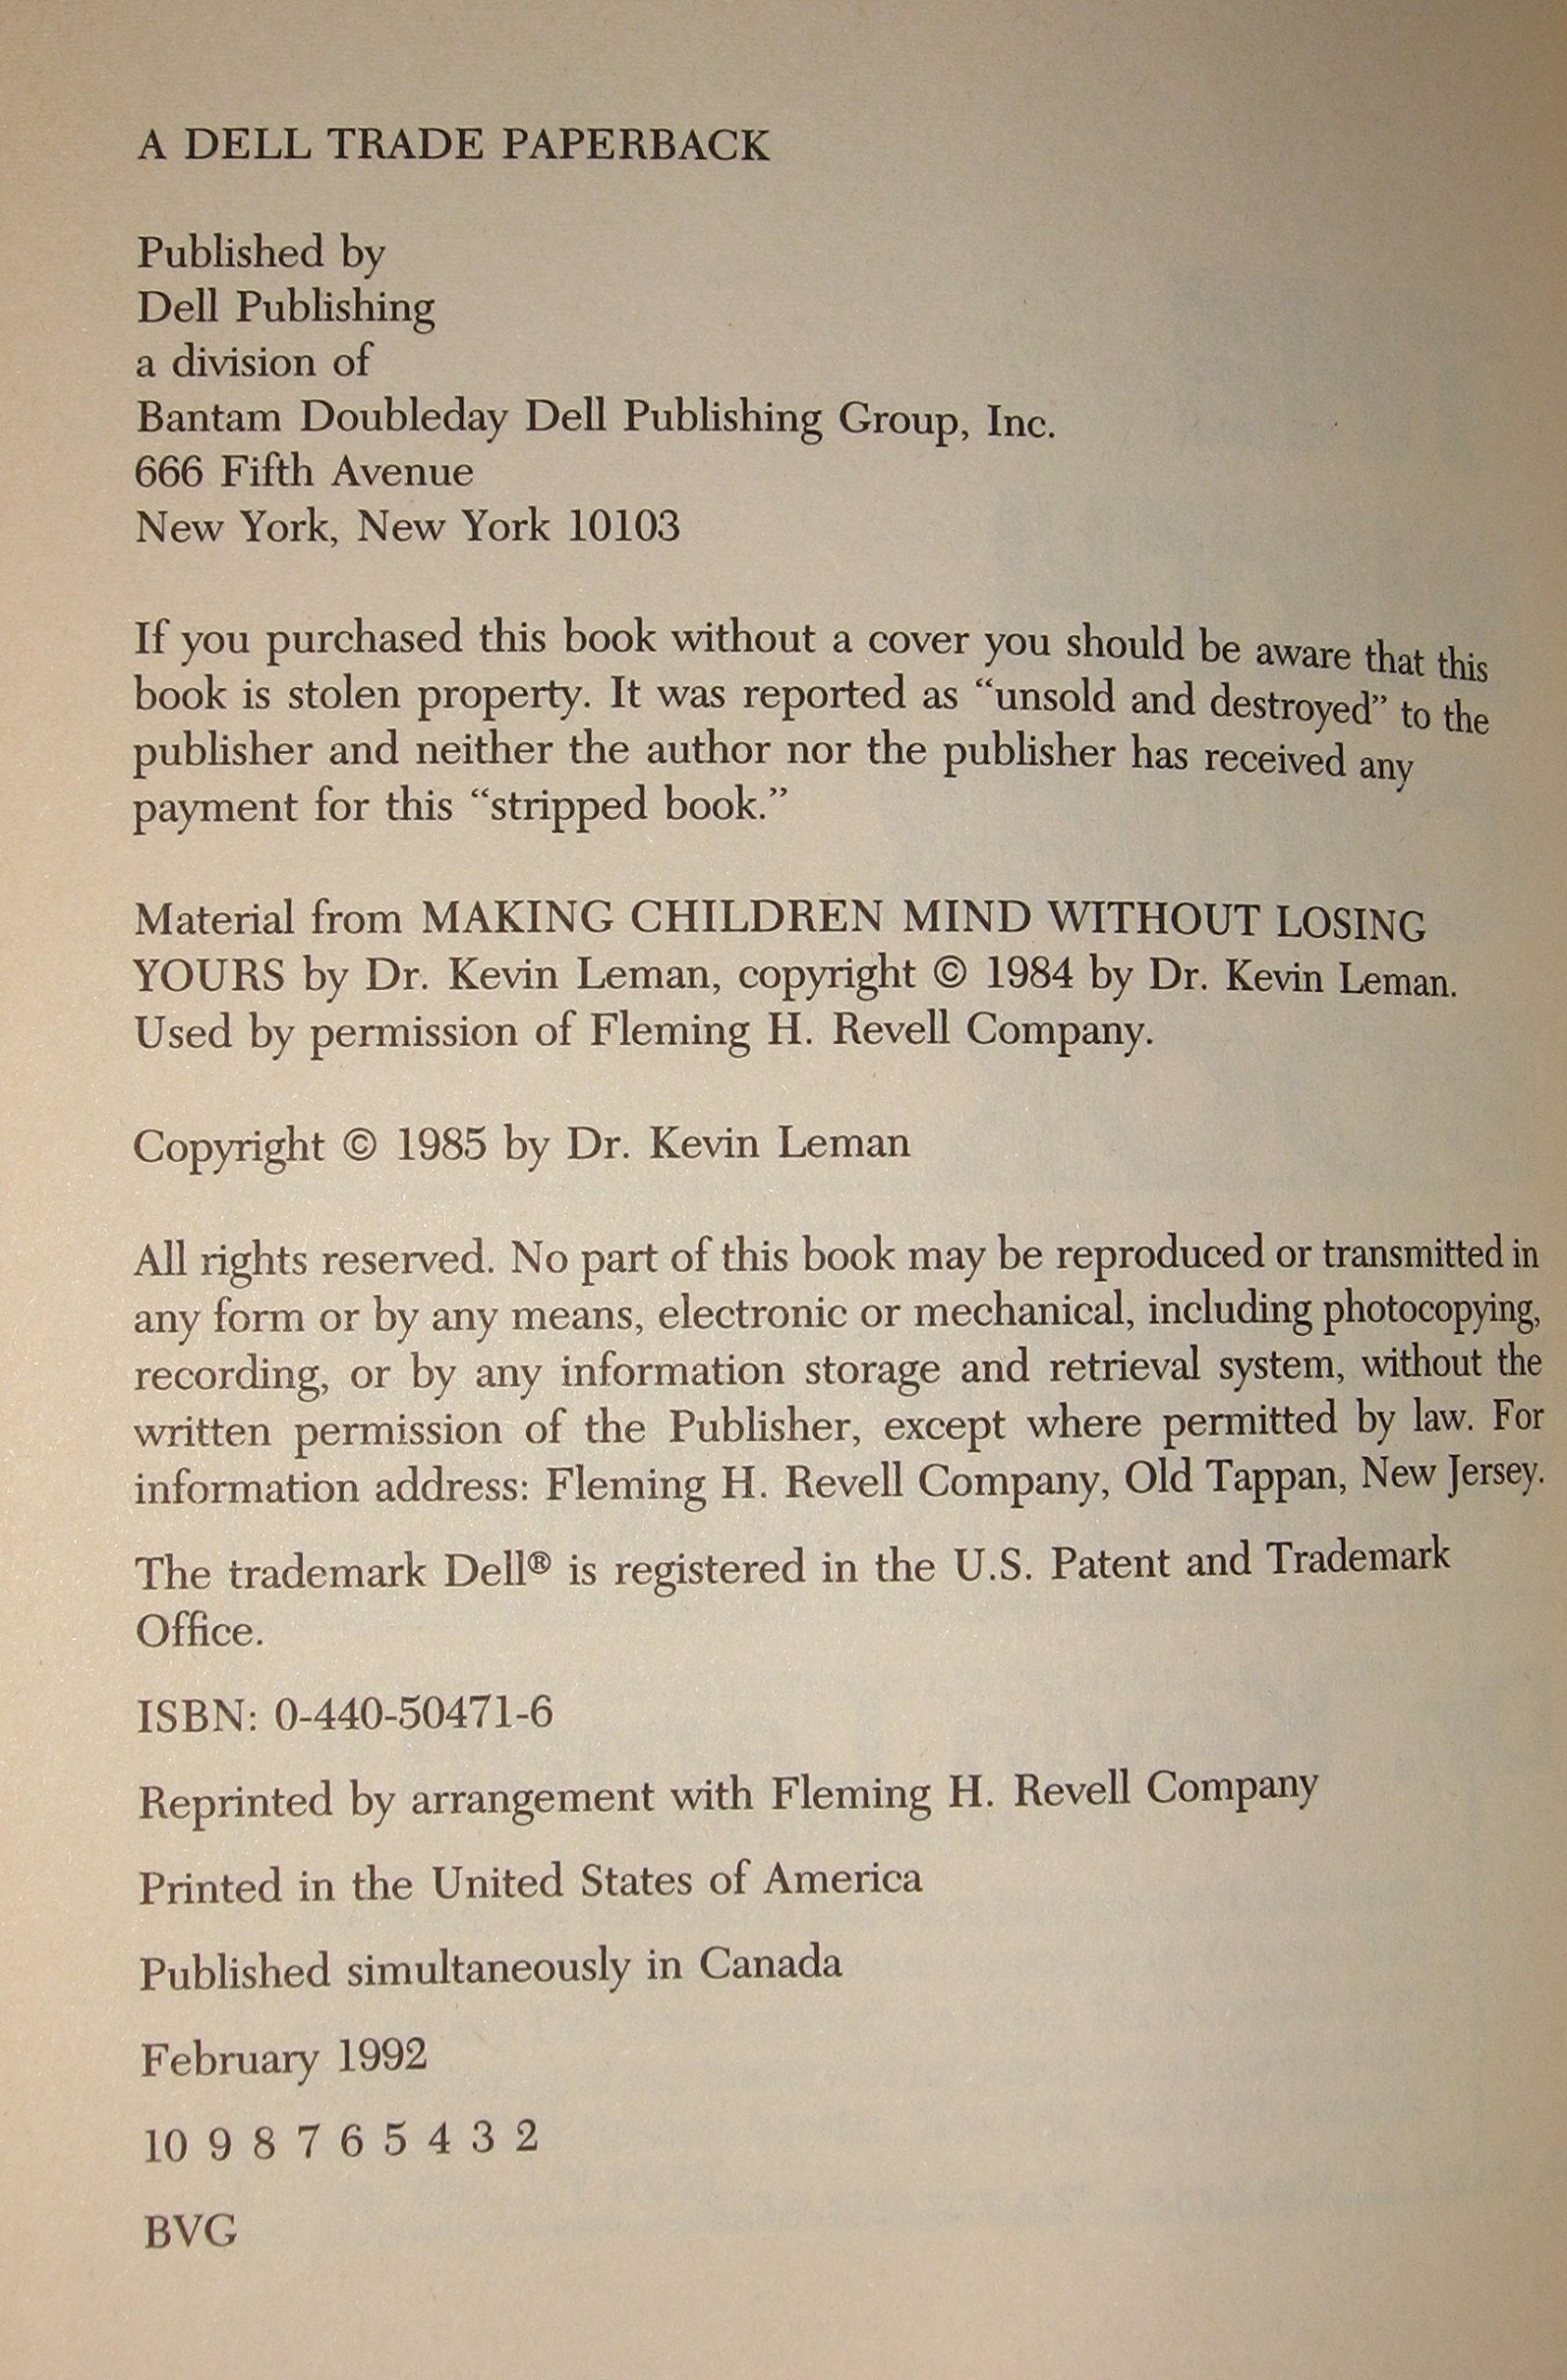 A DELL TRADE PAPERBACK
Published by
Dell Publishing
a division of
Bantam Doubleday Dell Publishing Group, Inc.
666 Fifth Avenue
New York, New York 10103
If you purchased this book without a cover you should be aware that this
book is stolen property. It was reported as “unsold and destroyed” to the
publisher and neither the author nor the publisher has received any
payment for this “stripped book.”
Material from MAKING CHILDREN MIND WITHOUT LOSING
YOURS by Dr. Kevin Leman, copyright © 1984 by Dr. Kevin Leman.
Used by permission of Fleming H. Revell Company.
Copyright © 1985 by Dr. Kevin Leman
All rights reserved. No part of this book may be reproduced or transmitted in
any form or by any means, electronic or mechanical, including photocopying,
recording, or by any information storage and retrieval system, without the
written permission of the Publisher, except where permitted by law. For
information address: Fleming H. Revell Company, Old Tappan, New Jersey.
The trademark Dell® is registered in the U.S. Patent and Trademark
Office.
ISBN: 0-440-50471-6
Reprinted by arrangement with Fleming H. Revell Company
Printed in the United States of America
Published simultaneously in Canada
February 1992
10 9 8 7 6 5 4 3 2
BVG